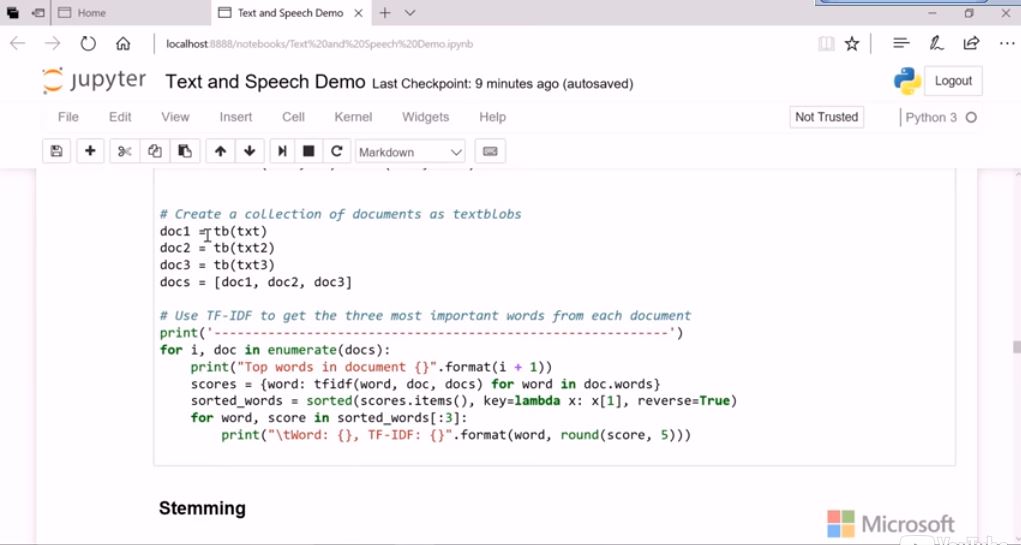 Home
Text and Speech Demo
localhost:8888/notebooks/Text%20and%20Speech%20Demo.ipynb
jupyter Text and Speech Demo Last Checkpoint: 9 minutes ago (autosaved)
Logout
File Edit View Insert Cell Kernel Widgets Help
Not Trusted
Python 3
Markdown
# Create a collection of documents as textblobs
doc1 = tb(txt)
doc2 = tb(txt2)
doc3 = tb(txt3)
docs = [doc1, doc2, doc3]
# Use TF-IDF to get the three most important words from each document
print('-----------------------------------------------------------')
for i, doc in enumerate(docs):
    print("Top words in document {}".format(i + 1))
    scores = {word: tfidf(word, doc, docs) for word in doc.words}
    sorted_words = sorted(scores.items(), key=lambda x: x[1], reverse=True)
    for word, score in sorted_words[:3]:
        print("\tWord: {}, TF-IDF: {}".format(word, round(score, 5)))
Stemming
Microsoft
YouTube